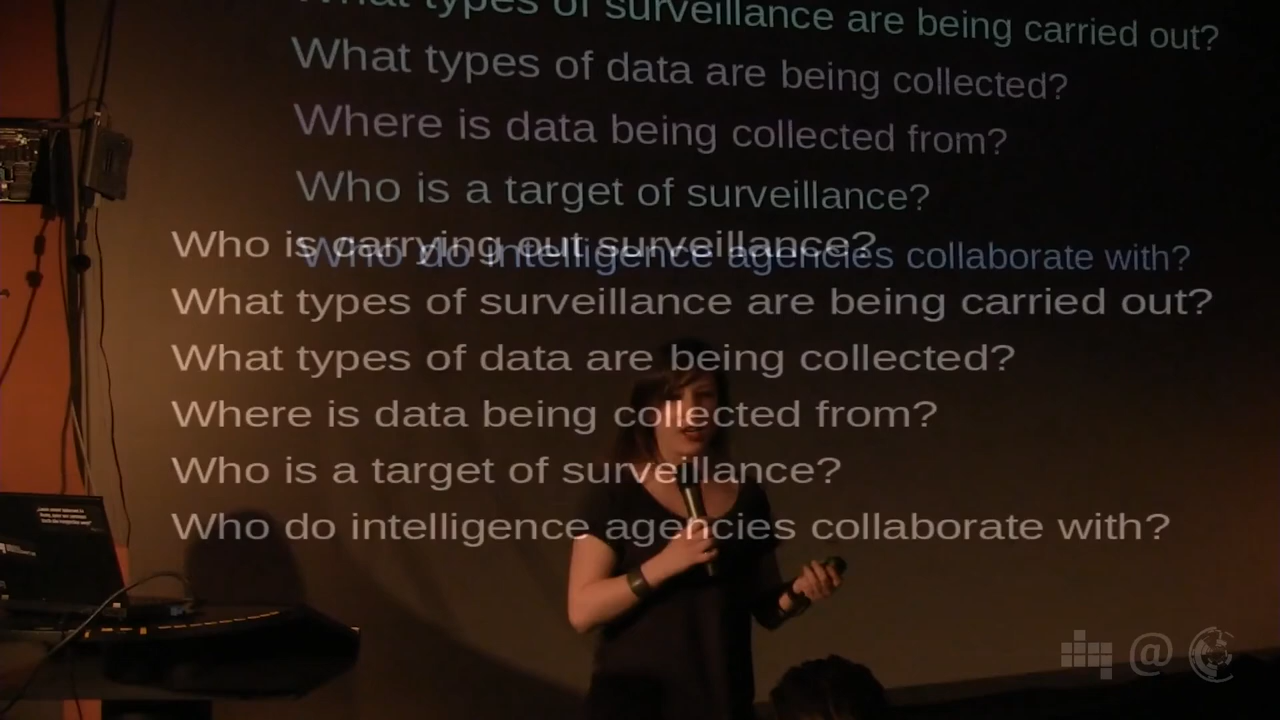 What types of surveillance are being carried out?
What types of data are being collected?
Where is data being collected from?
Who is a target of surveillance?
Who do intelligence agencies collaborate with?
Who is carrying out surveillance?
What types of surveillance are being carried out?
What types of data are being collected?
Where is data being collected from?
Who is a target of surveillance?
Who do intelligence agencies collaborate with?
@